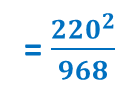 = 220² / 968